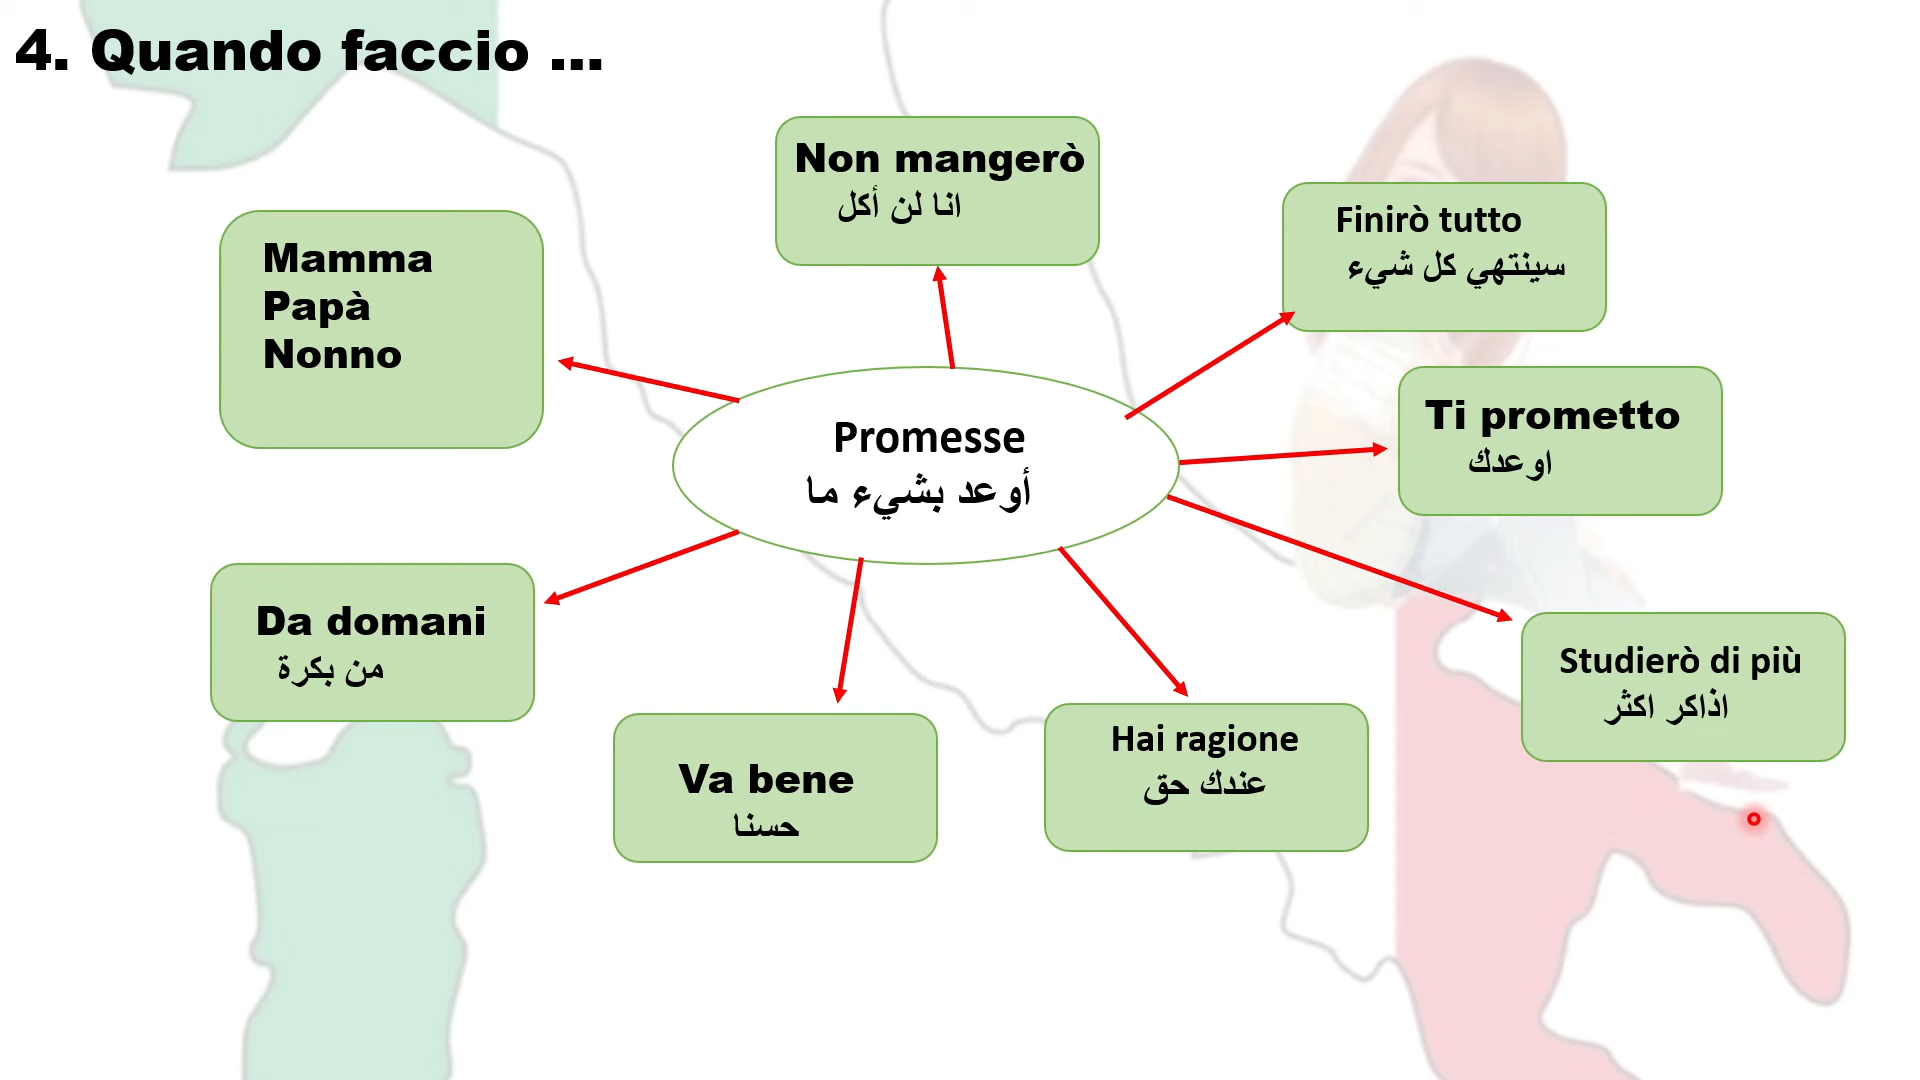 4. Quando faccio ...
Non mangerò
انا لن أكل
Finirò tutto
سينتهي كل شيء
Mamma
Papà
Nonno
Ti prometto
اوعدك
Promesse
أوعد بشيء ما
Da domani
من بكرة
Studierò di più
اذاكر اكثر
Hai ragione
عندك حق
Va bene
حسنا